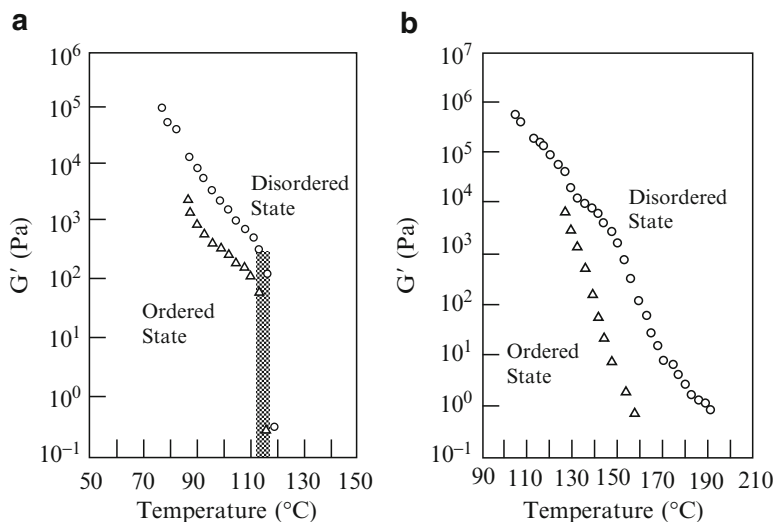 a
10^6
10^5
10^4
10^3
10^2
10^1
10^0
10^-1
G' (Pa)
Disordered
State
Ordered
State
50 70 90 110 130 150
Temperature (°C)
b
10^7
10^6
10^5
10^4
10^3
10^2
10^1
10^0
10^-1
G' (Pa)
Disordered
State
Ordered
State
90 110 130 150 170 190 210
Temperature (°C)